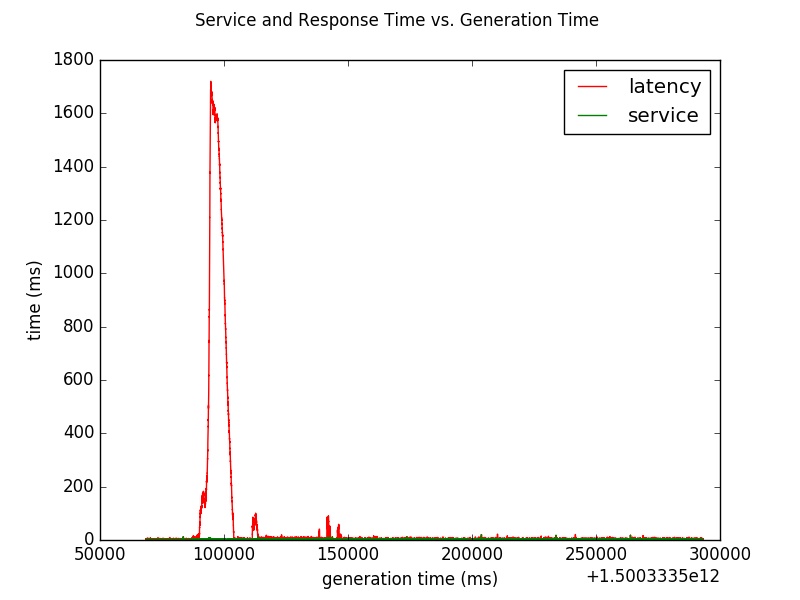 Service and Response Time vs. Generation Time
1800
1600
1400
1200
1000
800
600
400
200
0
time (ms)
latency
service
50000 100000 150000 200000 250000 300000
generation time (ms)
+1.5003335e12